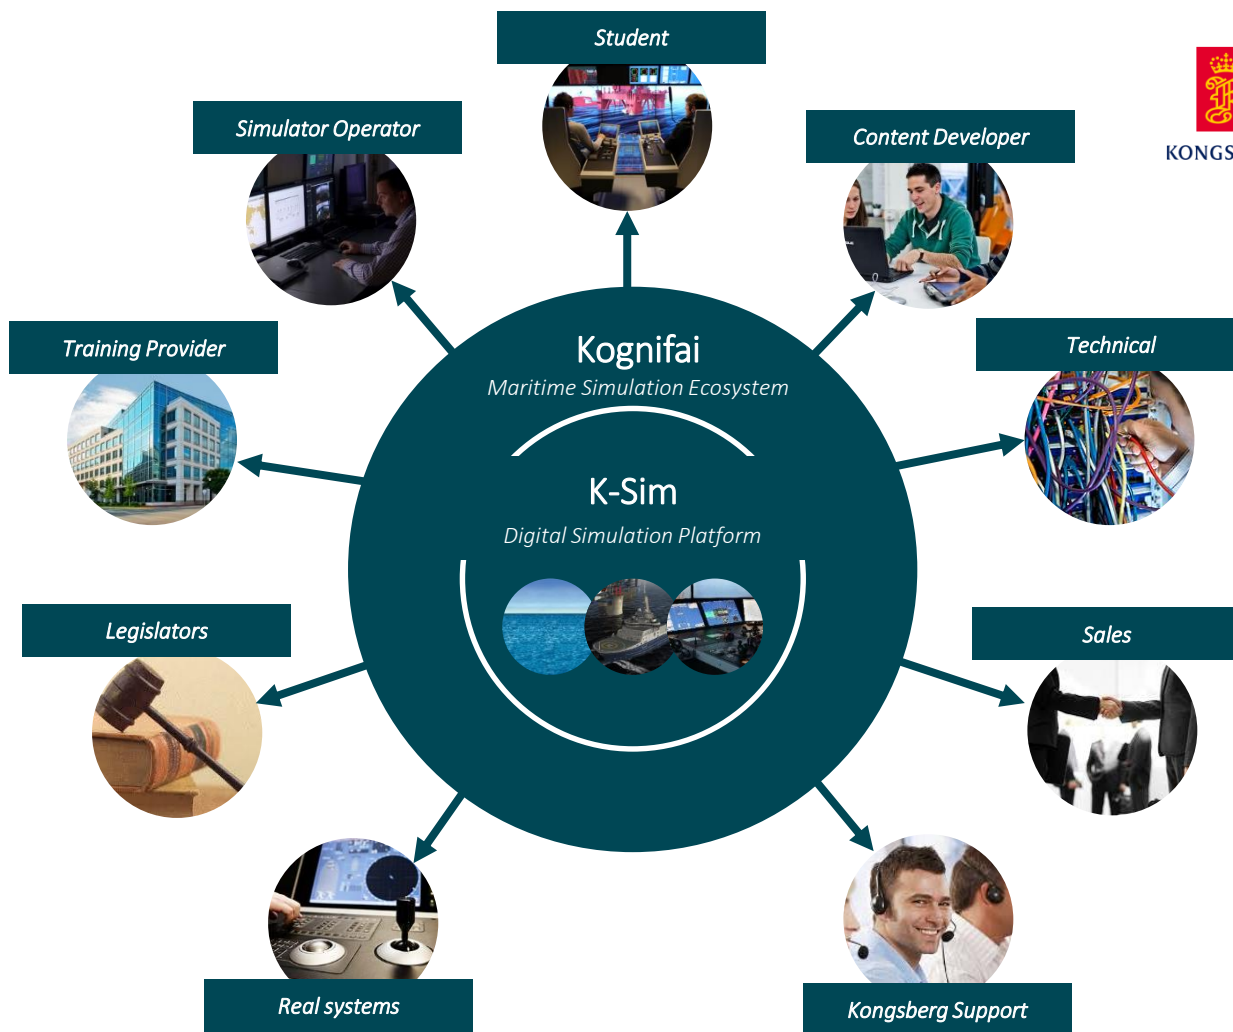 Student
Simulator Operator
Content Developer
KONGS
Training Provider
Technical
Kognifai
Maritime Simulation Ecosystem
K-Sim
Digital Simulation Platform
Legislators
Sales
Real systems
Kongsberg Support